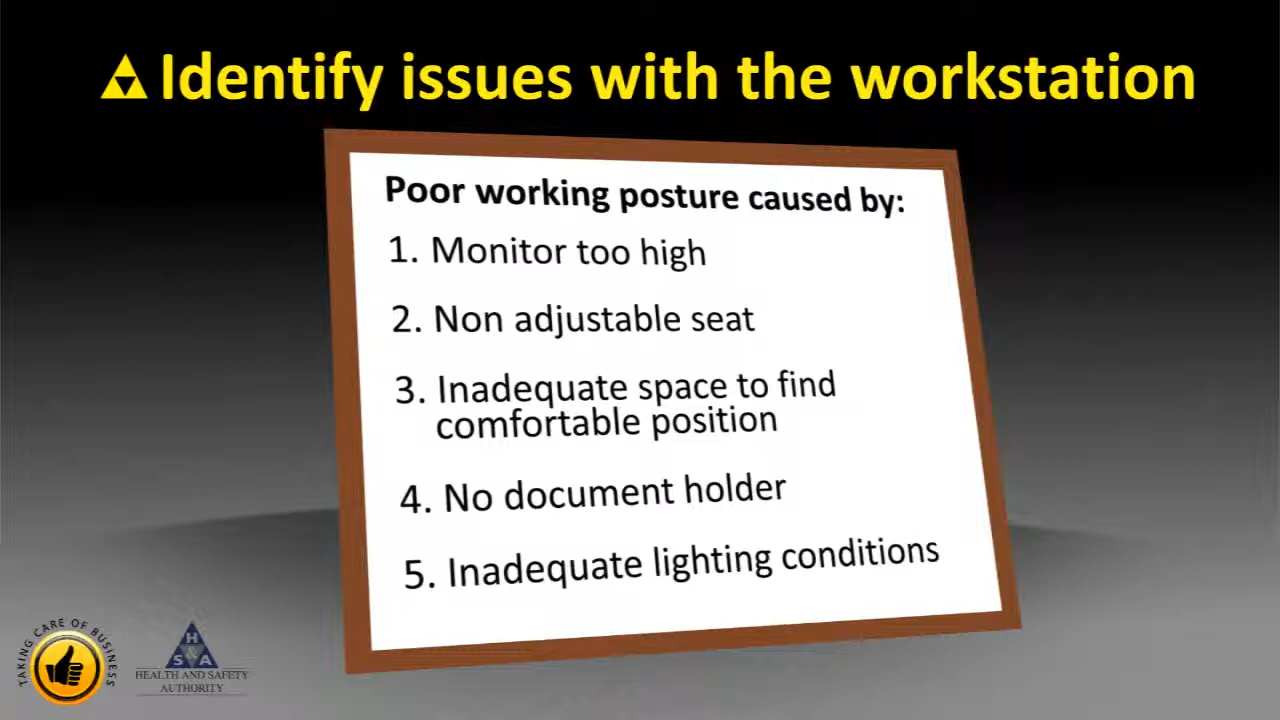 Identify issues with the workstation
Poor working posture caused by:
1. Monitor too high
2. Non adjustable seat
3. Inadequate space to find
comfortable position
4. No document holder
5. Inadequate lighting conditions
TAKING CARE OF BUSINESS
H
S & A
HEALTH AND SAFETY
AUTHORITY